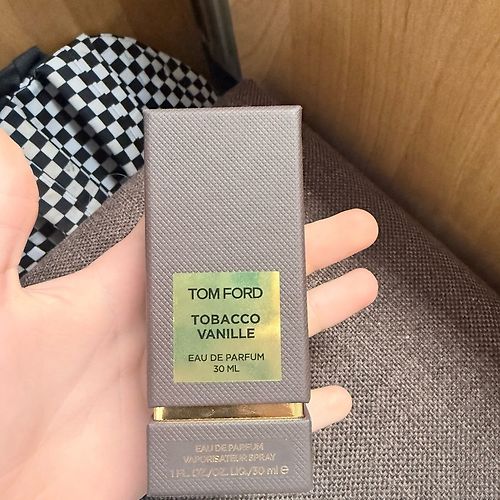 TOM FORD
TOBACCO
VANILLE
EAU DE PARFUM
30 ML
EAU DE PARFUM
VAPORISATEUR SPRAY
1 FL. OZ./OZ. LIQ./30 ml ℮